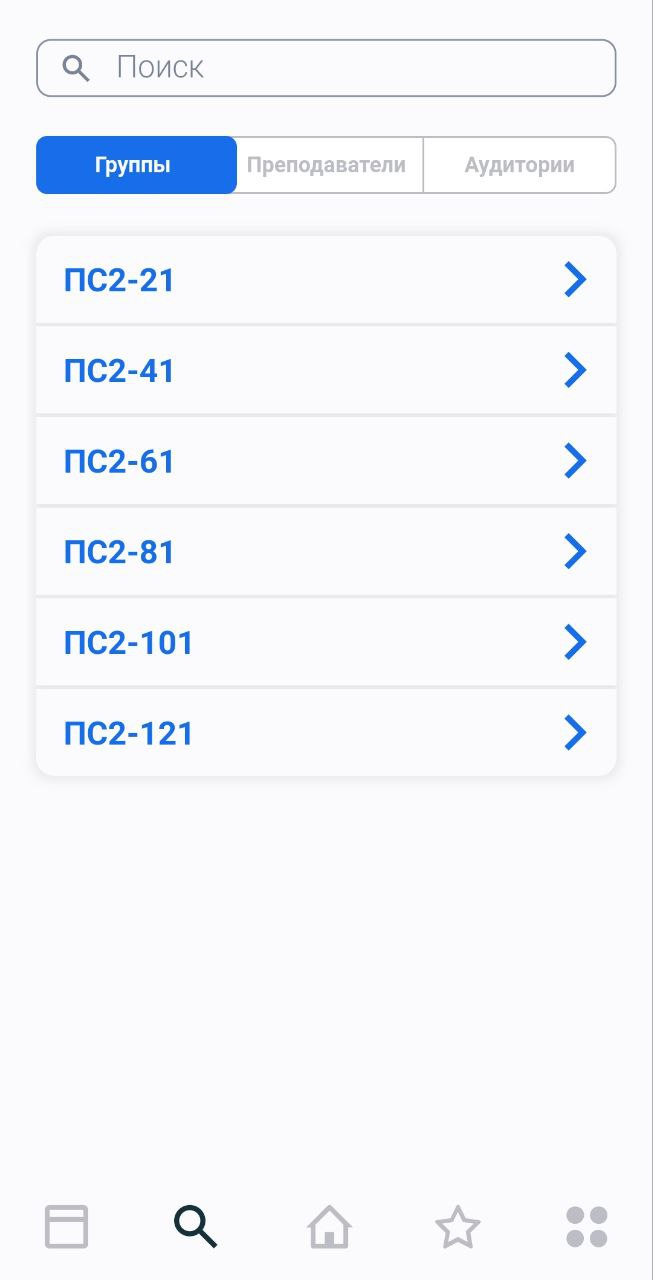 Поиск
Группы Преподаватели Аудитории
ПС2-21
ПС2-41
ПС2-61
ПС2-81
ПС2-101
ПС2-121